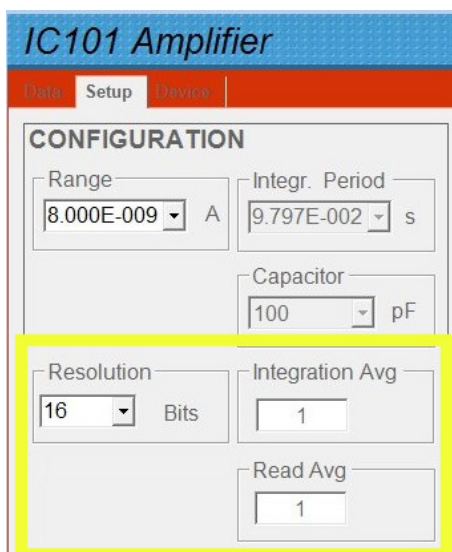 IC101 Amplifier
Data Setup Device
CONFIGURATION
Range
8.000E-009 A
Integr. Period
9.797E-002 s
Capacitor
100 pF
Resolution
16 Bits
Integration Avg
1
Read Avg
1